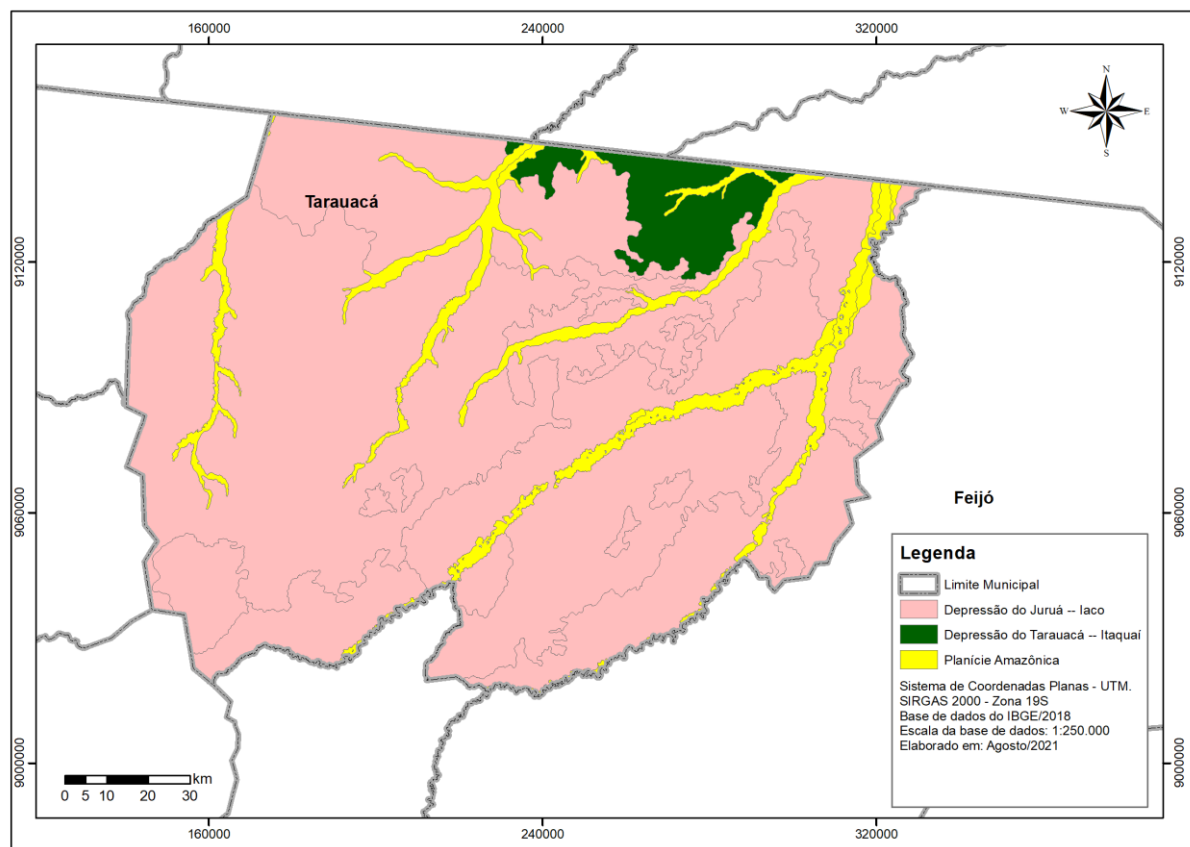 160000 240000 320000
N
W E
S
Tarauacá
9120000 9120000
9060000 9060000
Feijó
Legenda
Limite Municipal
Depressão do Juruá -- Iaco
Depressão do Tarauacá -- Itaquaí
Planície Amazônica
Sistema de Coordenadas Planas - UTM.
SIRGAS 2000 - Zona 19S
Base de dados do IBGE/2018
Escala da base de dados: 1:250.000
Elaborado em: Agosto/2021
9000000 9000000
km
0 5 10 20 30
160000 240000 320000